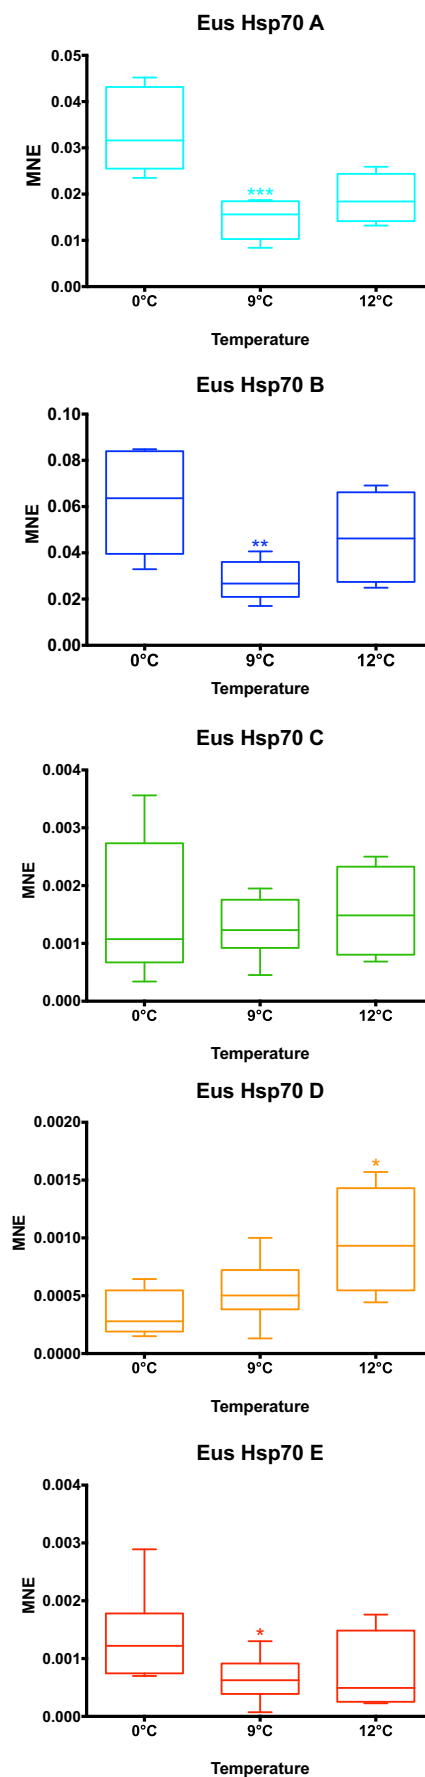 Eus Hsp70 A
0.05
0.04
0.03
0.02
0.01
0.00
MNE
***
0°C 9°C 12°C
Temperature
Eus Hsp70 B
0.10
0.08
0.06
0.04
0.02
0.00
MNE
**
0°C 9°C 12°C
Temperature
Eus Hsp70 C
0.004
0.003
0.002
0.001
0.000
MNE
0°C 9°C 12°C
Temperature
Eus Hsp70 D
0.0020
0.0015
0.0010
0.0005
0.0000
MNE
*
0°C 9°C 12°C
Temperature
Eus Hsp70 E
0.004
0.003
0.002
0.001
0.000
MNE
*
0°C 9°C 12°C
Temperature